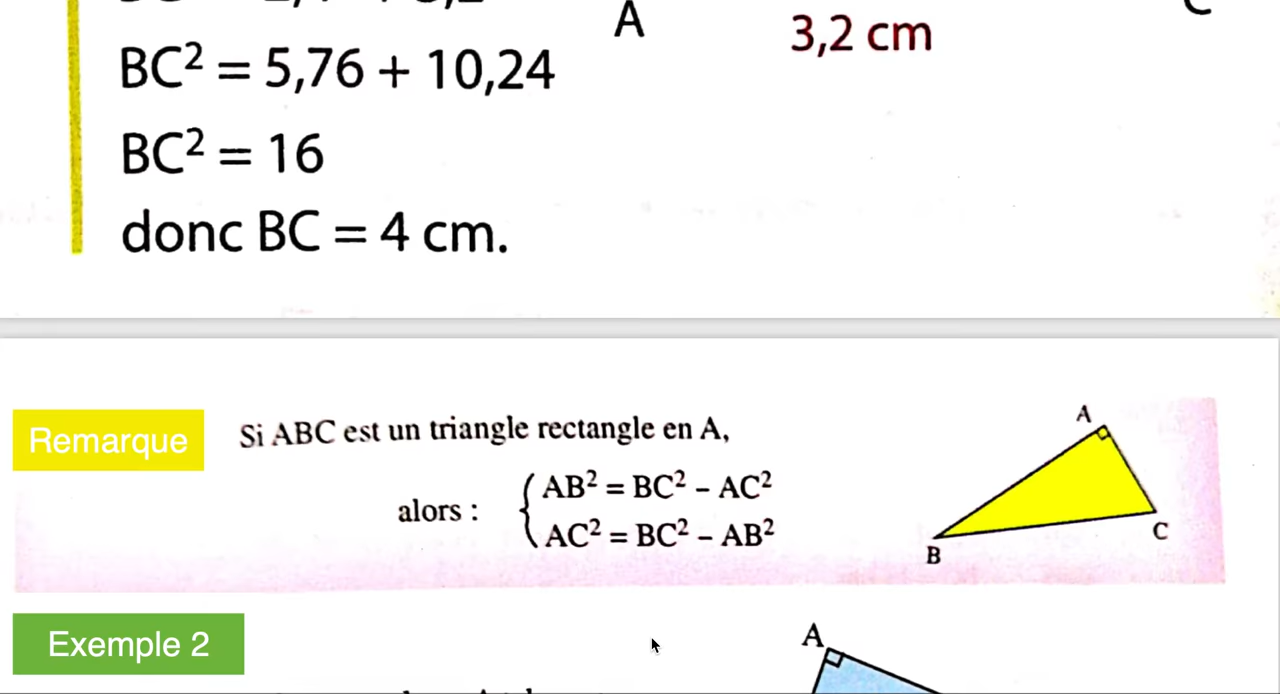 A
3,2 cm
BC² = 5,76 + 10,24
BC² = 16
donc BC = 4 cm.
Remarque
Si ABC est un triangle rectangle en A,
alors : { AB² = BC² – AC²
AC² = BC² – AB²
A
B
C
Exemple 2
A